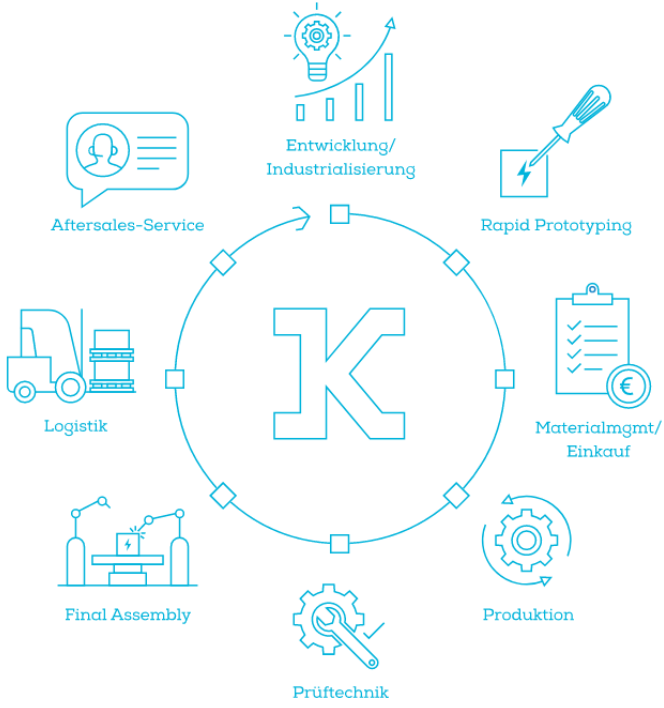 Entwicklung/
Industrialisierung
Rapid Prototyping
Materialmgmt/
Einkauf
€
Produktion
Prüftechnik
Final Assembly
Logistik
Aftersales-Service
K